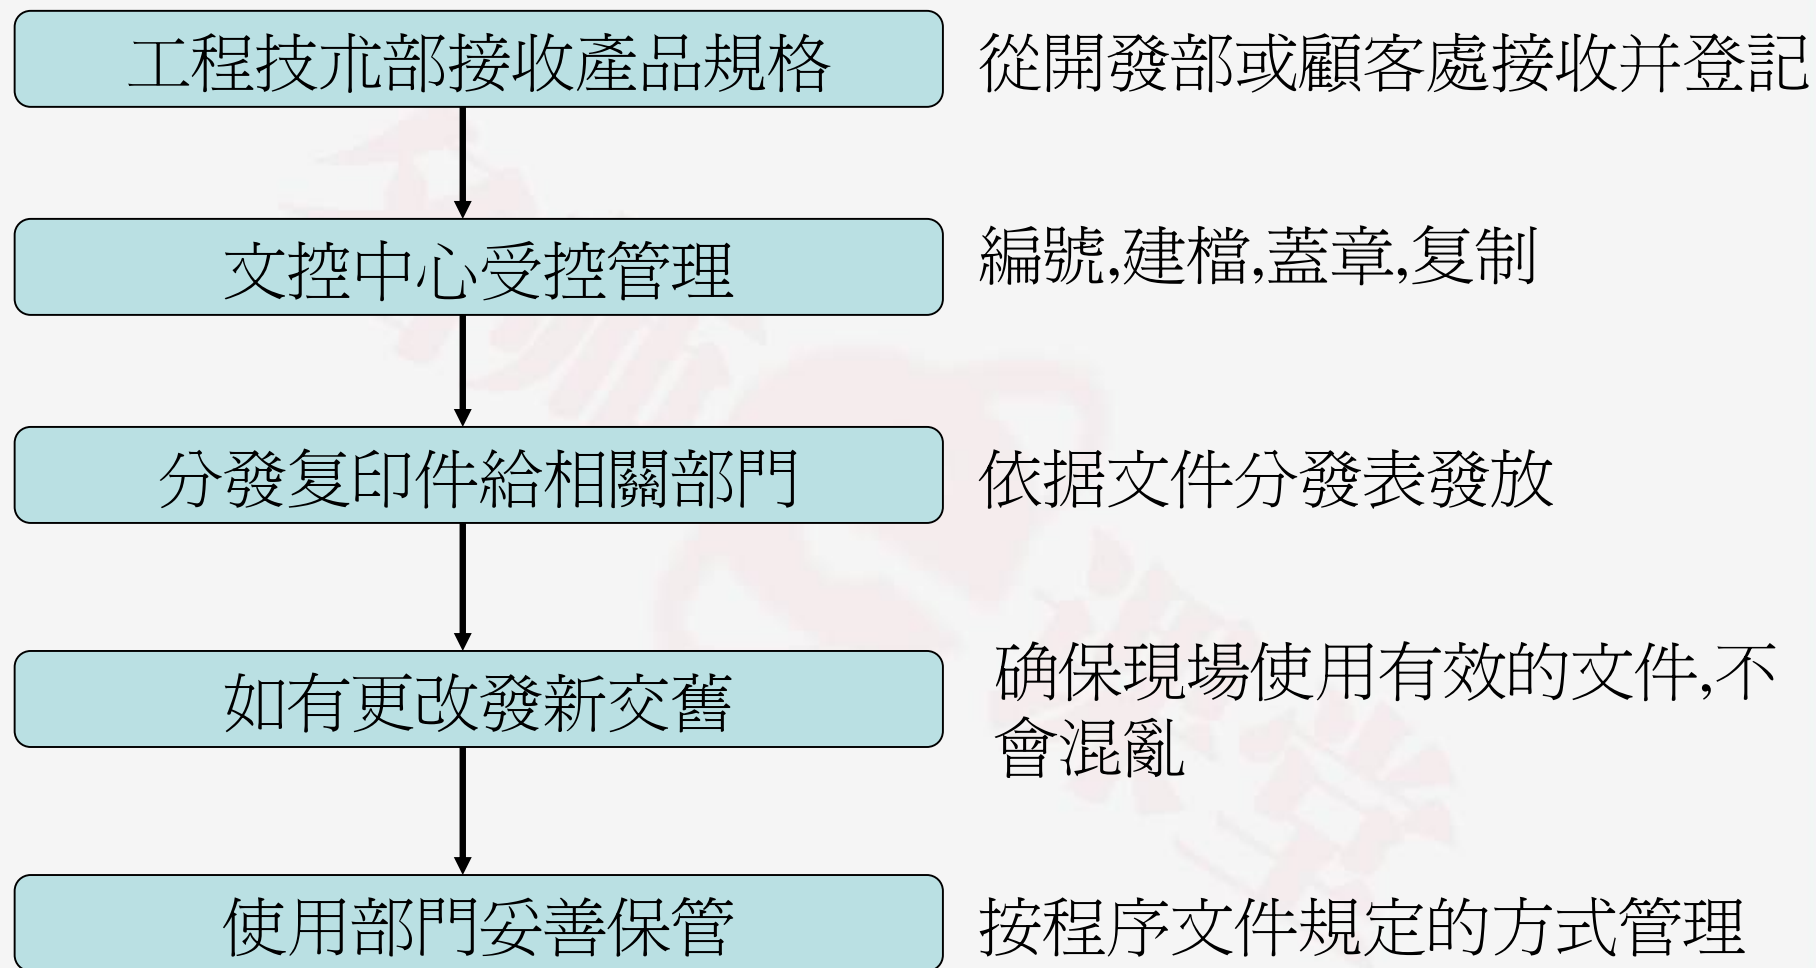 工程技朮部接收產品規格
從開發部或顧客處接收并登記
文控中心受控管理
編號,建檔,蓋章,复制
分發复印件給相關部門
依据文件分發表發放
如有更改發新交舊
确保現場使用有效的文件,不
會混亂
使用部門妥善保管
按程序文件規定的方式管理